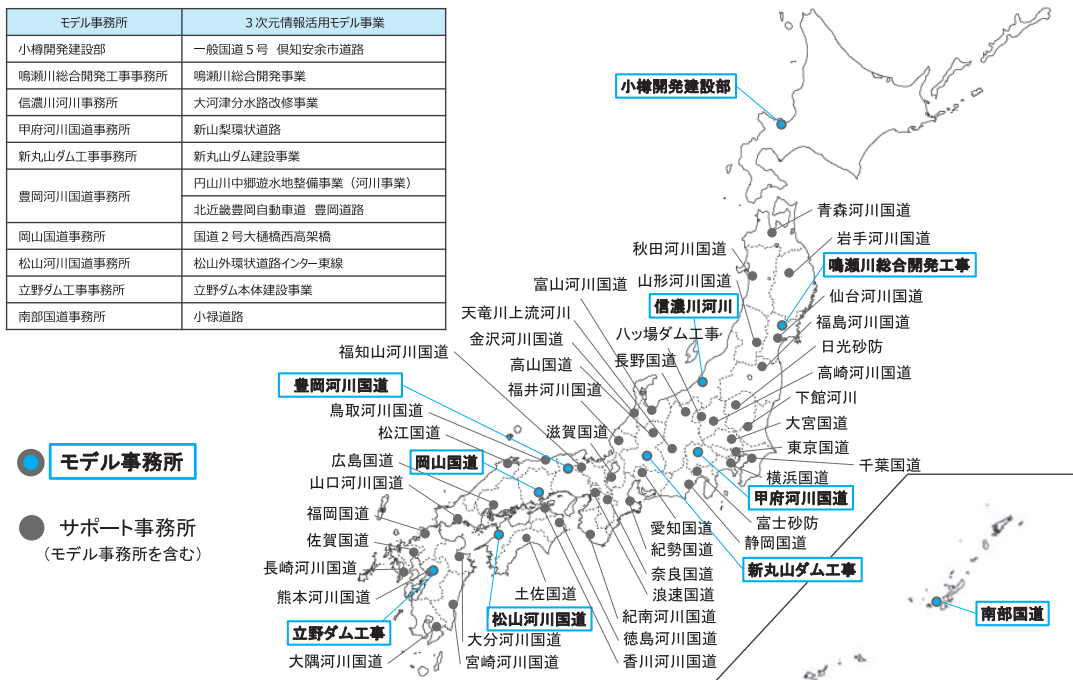 モデル事務所 3次元情報活用モデル事業
小樽開発建設部 一般国道5号 倶知安余市道路
鳴瀬川総合開発工事事務所 鳴瀬川総合開発事業
信濃川河川事務所 大河津分水路改修事業
甲府河川国道事務所 新山梨環状道路
新丸山ダム工事事務所 新丸山ダム建設事業
豊岡河川国道事務所 円山川中郷遊水地整備事業(河川事業)
北近畿豊岡自動車道 豊岡道路
岡山国道事務所 国道2号大樋橋西高架橋
松山河川国道事務所 松山外環状道路インター東線
立野ダム工事事務所 立野ダム本体建設事業
南部国道事務所 小禄道路
小樽開発建設部
青森河川国道
岩手河川国道
秋田河川国道
鳴瀬川総合開発工事
山形河川国道
富山河川国道
仙台河川国道
信濃川河川
天竜川上流河川
福島河川国道
八ッ場ダム工事
金沢河川国道
日光砂防
福知山河川国道
高山国道
長野国道
高崎河川国道
豊岡河川国道
福井河川国道
下館河川
鳥取河川国道
大宮国道
松江国道
滋賀国道
東京国道
広島国道
岡山国道
千葉国道
横浜国道
山口河川国道
甲府河川国道
福岡国道
愛知国道
富士砂防
佐賀国道
紀勢国道
静岡国道
長崎河川国道
奈良国道
新丸山ダム工事
熊本河川国道
土佐国道
浪速国道
立野ダム工事
松山河川国道
紀南河川国道
南部国道
大分河川国道
徳島河川国道
大隅河川国道
宮崎河川国道
香川河川国道
モデル事務所
サポート事務所
(モデル事務所を含む)